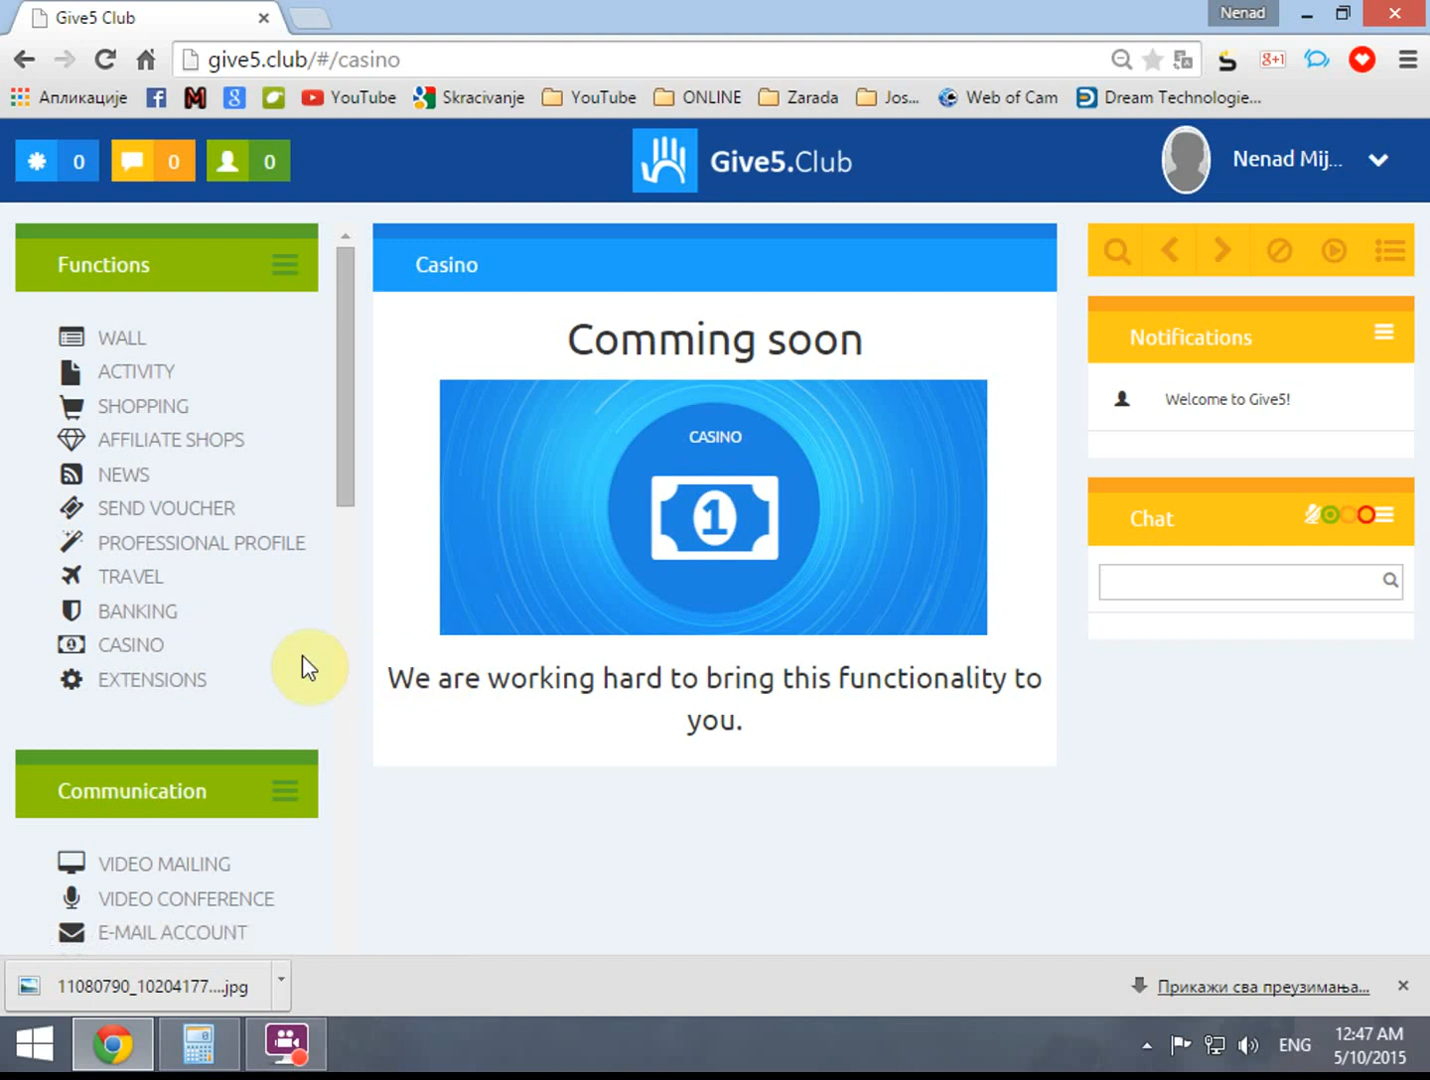 Give5 Club
Nenad
give5.club/#/casino
Апликације
YouTube
Skracivanje
YouTube
ONLINE
Zarada
Jos...
Web of Cam
Dream Technologie...
0
0
0
Give5.Club
Nenad Mij...
Functions
WALL
ACTIVITY
SHOPPING
AFFILIATE SHOPS
NEWS
SEND VOUCHER
PROFESSIONAL PROFILE
TRAVEL
BANKING
CASINO
EXTENSIONS
Communication
VIDEO MAILING
VIDEO CONFERENCE
E-MAIL ACCOUNT
Casino
Comming soon
CASINO
1
We are working hard to bring this functionality to
you.
Notifications
Welcome to Give5!
Chat
11080790_10204177....jpg
Прикажи сва преузимања...
ENG
12:47 AM
5/10/2015